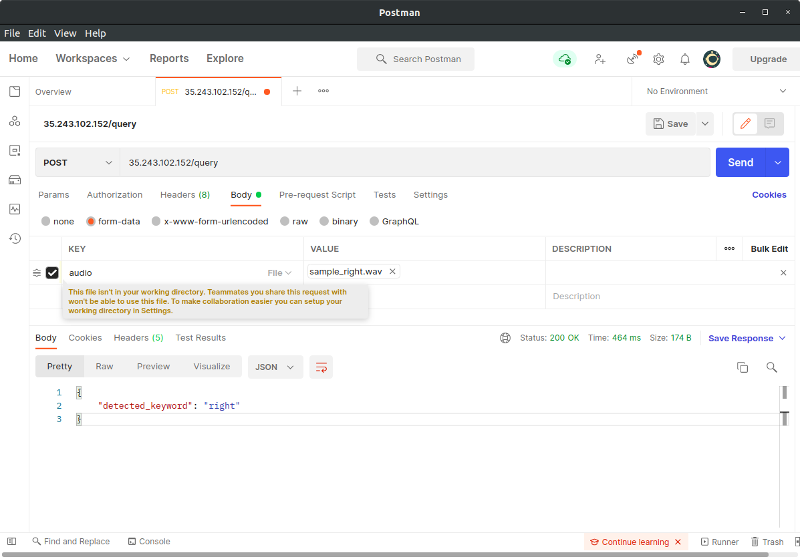 Postman
File Edit View Help
Home Workspaces Reports Explore Search Postman Upgrade
Overview POST 35.243.102.152/q... No Environment
35.243.102.152/query Save
POST 35.243.102.152/query Send
Params Authorization Headers (8) Body Pre-request Script Tests Settings Cookies
none form-data x-www-form-urlencoded raw binary GraphQL
KEY VALUE DESCRIPTION Bulk Edit
audio File sample_right.wav
This file isn't in your working directory. Teammates you share this request with
won't be able to use this file. To make collaboration easier you can setup your
working directory in Settings.
Description
Body Cookies Headers (5) Test Results Status: 200 OK Time: 464 ms Size: 174 B Save Response
Pretty Raw Preview Visualize JSON
1 {
2 "detected_keyword": "right"
3 }
Find and Replace Console Continue learning Runner Trash